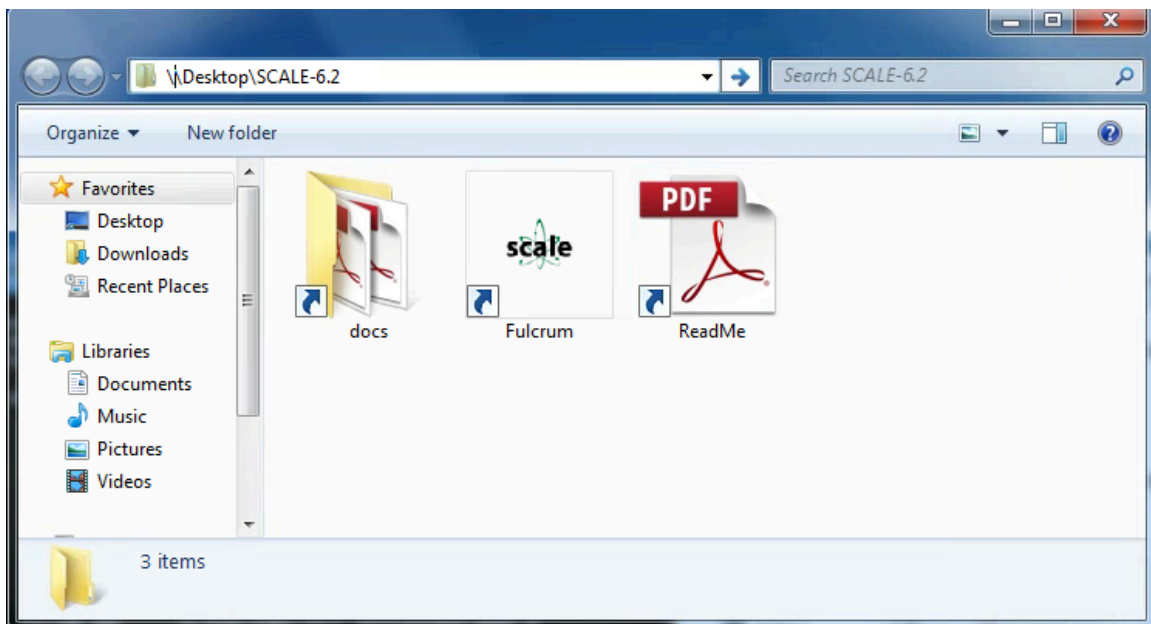 \\Desktop\SCALE-6.2
Search SCALE-6.2
Organize
New folder
Favorites
Desktop
Downloads
Recent Places
Libraries
Documents
Music
Pictures
Videos
docs
scale
Fulcrum
PDF
ReadMe
3 items